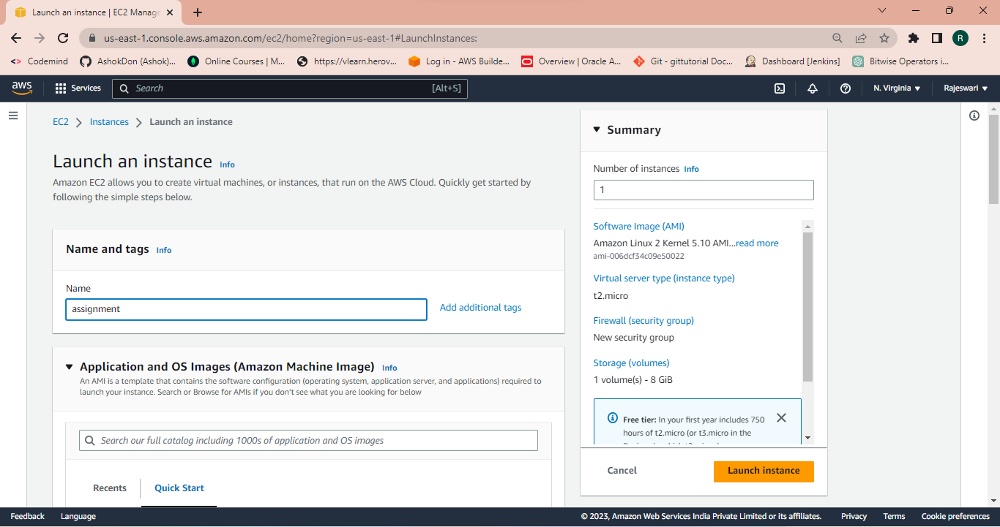 Launch an instance | EC2 Manage
us-east-1.console.aws.amazon.com/ec2/home?region=us-east-1#LaunchInstances:
R
Codemind
AshokDon (Ashok)...
Online Courses | M...
https://vlearn.herov...
Log in - AWS Builde...
Overview | Oracle A...
Git - gittutorial Doc...
Dashboard [Jenkins]
Bitwise Operators i...
aws
Services
Search
[Alt+S]
N. Virginia
Rajeswari
EC2
Instances
Launch an instance
Launch an instance Info
Amazon EC2 allows you to create virtual machines, or instances, that run on the AWS Cloud. Quickly get started by
following the simple steps below.
Name and tags Info
Name
assignment
Add additional tags
Application and OS Images (Amazon Machine Image) Info
An AMI is a template that contains the software configuration (operating system, application server, and applications) required to
launch your instance. Search or Browse for AMIs if you don't see what you are looking for below
Search our full catalog including 1000s of application and OS images
Recents
Quick Start
Summary
Number of instances Info
1
Software Image (AMI)
Amazon Linux 2 Kernel 5.10 AMI...read more
ami-006dcf34c09e50022
Virtual server type (instance type)
t2.micro
Firewall (security group)
New security group
Storage (volumes)
1 volume(s) - 8 GiB
Free tier: In your first year includes 750
hours of t2.micro (or t3.micro in the
Cancel
Launch instance
Feedback
Language
© 2023, Amazon Web Services India Private Limited or its affiliates.
Privacy
Terms
Cookie preferences